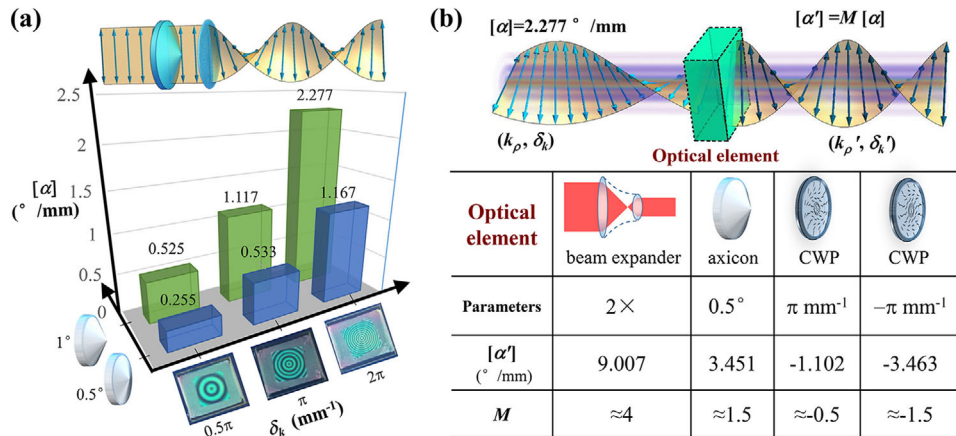 (a)
2.5
2
1.5
1
0.5
0
[α]
(° /mm)
2.277
1.117
1.167
0.525
0.533
0.255
1°
0.5°
0.5π
π
2π
δk (mm-1)
(b)
[α]=2.277 ° /mm
[α′] =M [α]
(kρ, δk)
(kρ′, δk′)
Optical element
Optical element
beam expander
axicon
CWP
CWP
Parameters
2×
0.5°
π mm-1
–π mm-1
[α′]
(° /mm)
9.007
3.451
-1.102
-3.463
M
≈4
≈1.5
≈-0.5
≈-1.5